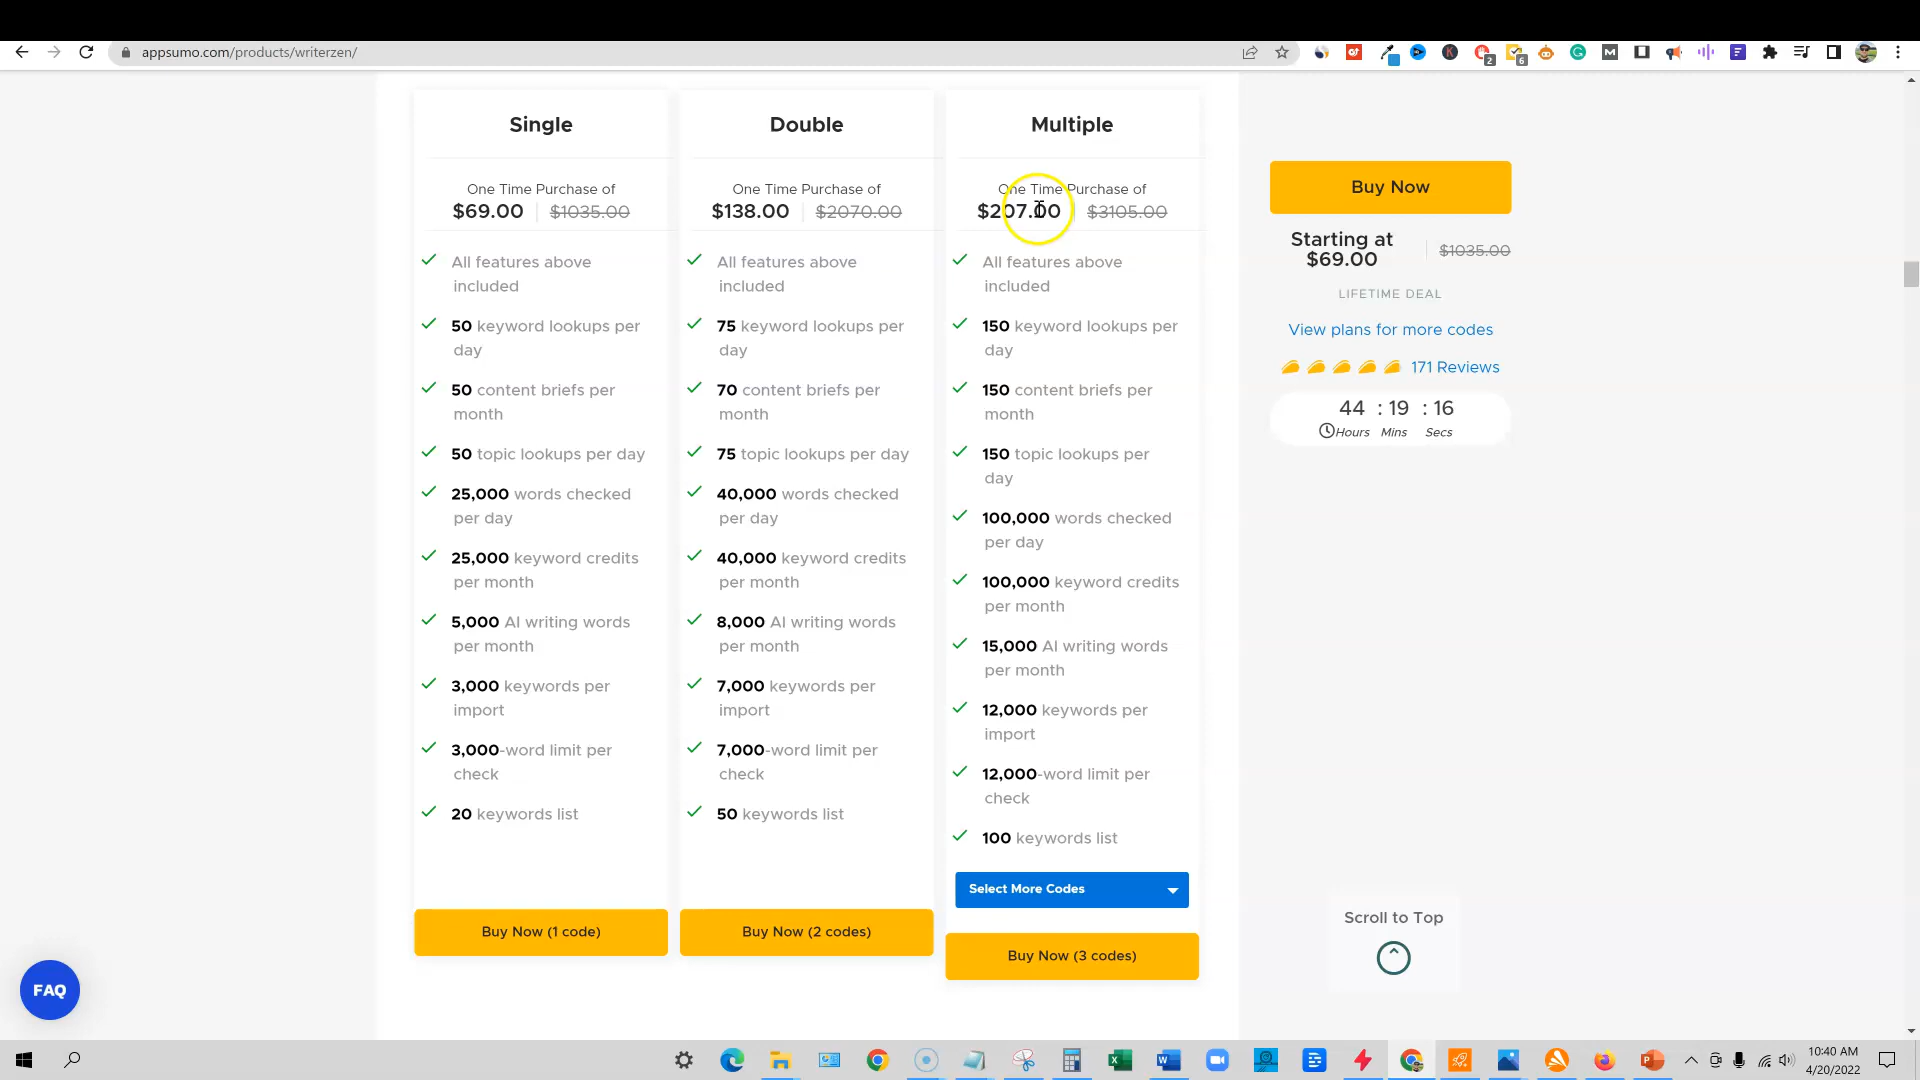 appsumo.com/products/writerzen/
2
6
Single
One Time Purchase of
$69.00 $1035.00
All features above
included
50 keyword lookups per
day
50 content briefs per
month
50 topic lookups per day
25,000 words checked
per day
25,000 keyword credits
per month
5,000 AI writing words
per month
3,000 keywords per
import
3,000-word limit per
check
20 keywords list
Buy Now (1 code)
Double
One Time Purchase of
$138.00 $2070.00
All features above
included
75 keyword lookups per
day
70 content briefs per
month
75 topic lookups per day
40,000 words checked
per day
40,000 keyword credits
per month
8,000 AI writing words
per month
7,000 keywords per
import
7,000-word limit per
check
50 keywords list
Buy Now (2 codes)
Multiple
One Time Purchase of
$207.00 $3105.00
All features above
included
150 keyword lookups per
day
150 content briefs per
month
150 topic lookups per
day
100,000 words checked
per day
100,000 keyword credits
per month
15,000 AI writing words
per month
12,000 keywords per
import
12,000-word limit per
check
100 keywords list
Select More Codes
Buy Now (3 codes)
Buy Now
Starting at
$69.00 $1035.00
LIFETIME DEAL
View plans for more codes
171 Reviews
44 : 19 : 16
Hours Mins Secs
Scroll to Top
FAQ
10:40 AM
4/20/2022